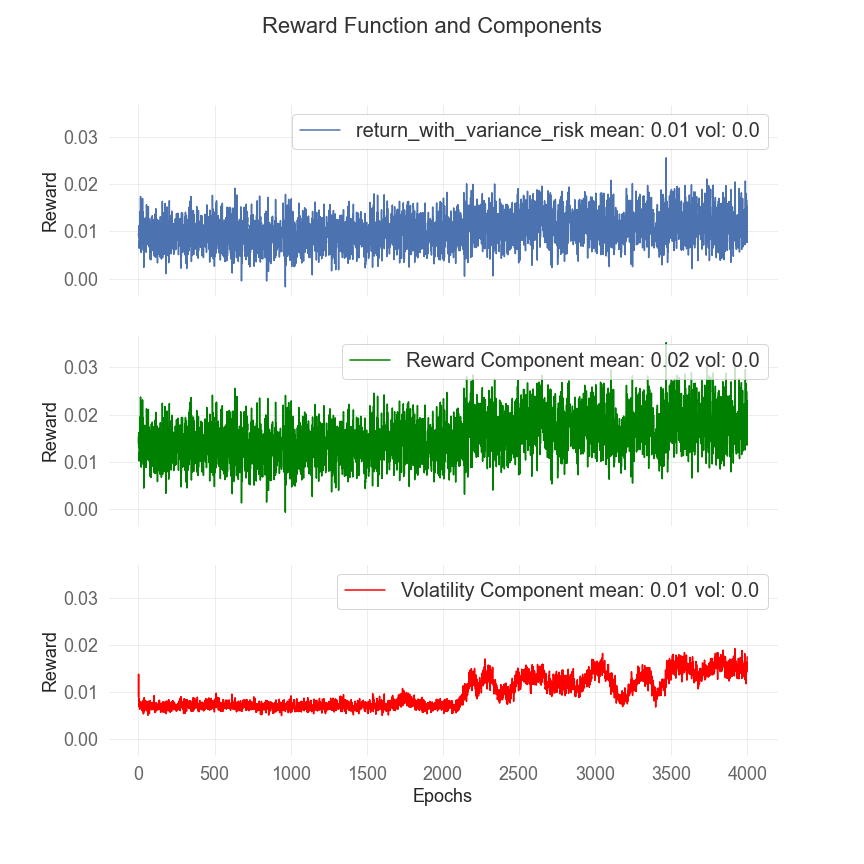 Reward Function and Components
return_with_variance_risk mean: 0.01 vol: 0.0
0.03
0.02
0.01
0.00
Reward
Reward Component mean: 0.02 vol: 0.0
0.03
0.02
0.01
0.00
Reward
Volatility Component mean: 0.01 vol: 0.0
0.03
0.02
0.01
0.00
Reward
0 500 1000 1500 2000 2500 3000 3500 4000
Epochs